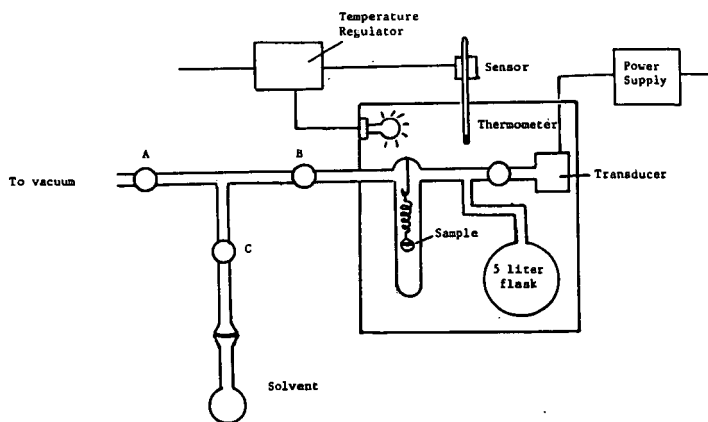 Temperature
Regulator
Sensor
Power
Supply
Thermometer
A
B
To vacuum
Transducer
C
Sample
5 liter
flask
Solvent